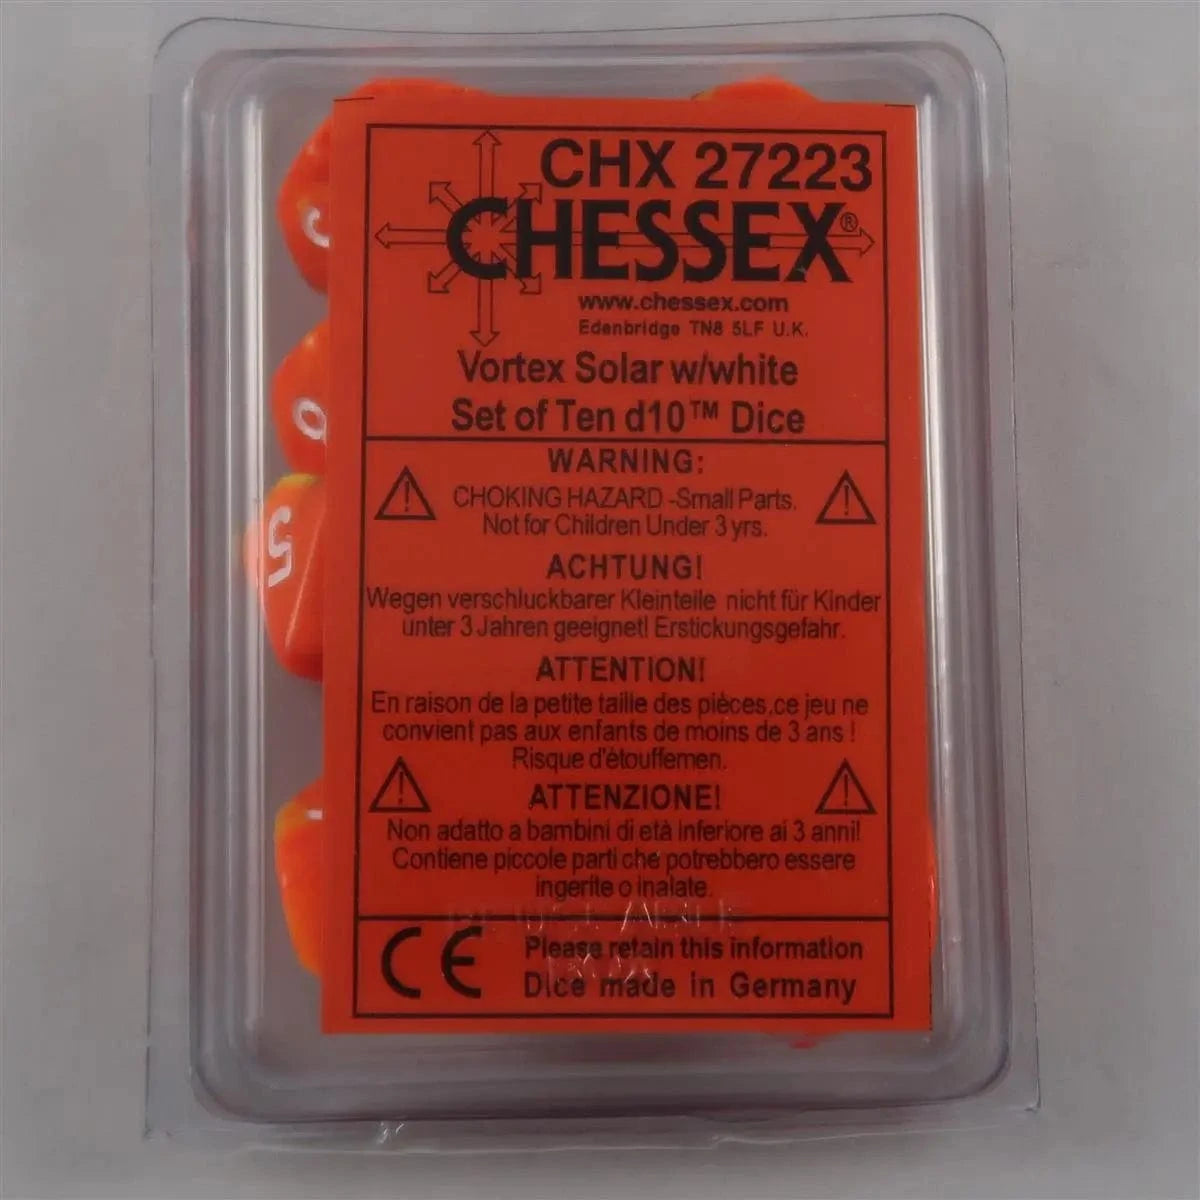 CHX 27223
CHESSEX®
www.chessex.com
Edenbridge TN8 5LF U.K.
Vortex Solar w/white
Set of Ten d10™ Dice
WARNING:
CHOKING HAZARD -Small Parts.
Not for Children Under 3 yrs.
ACHTUNG!
Wegen verschluckbarer Kleinteile nicht für Kinder
unter 3 Jahren geeignet! Erstickungsgefahr.
ATTENTION!
En raison de la petite taille des pièces,ce jeu ne
convient pas aux enfants de moins de 3 ans !
Risque d'étouffemen.
ATTENZIONE!
Non adatto a bambini di età inferiore ai 3 anni!
Contiene piccole parti che potrebbero essere
ingerite o inalate.
CE
Please retain this information
Dice made in Germany
9
5